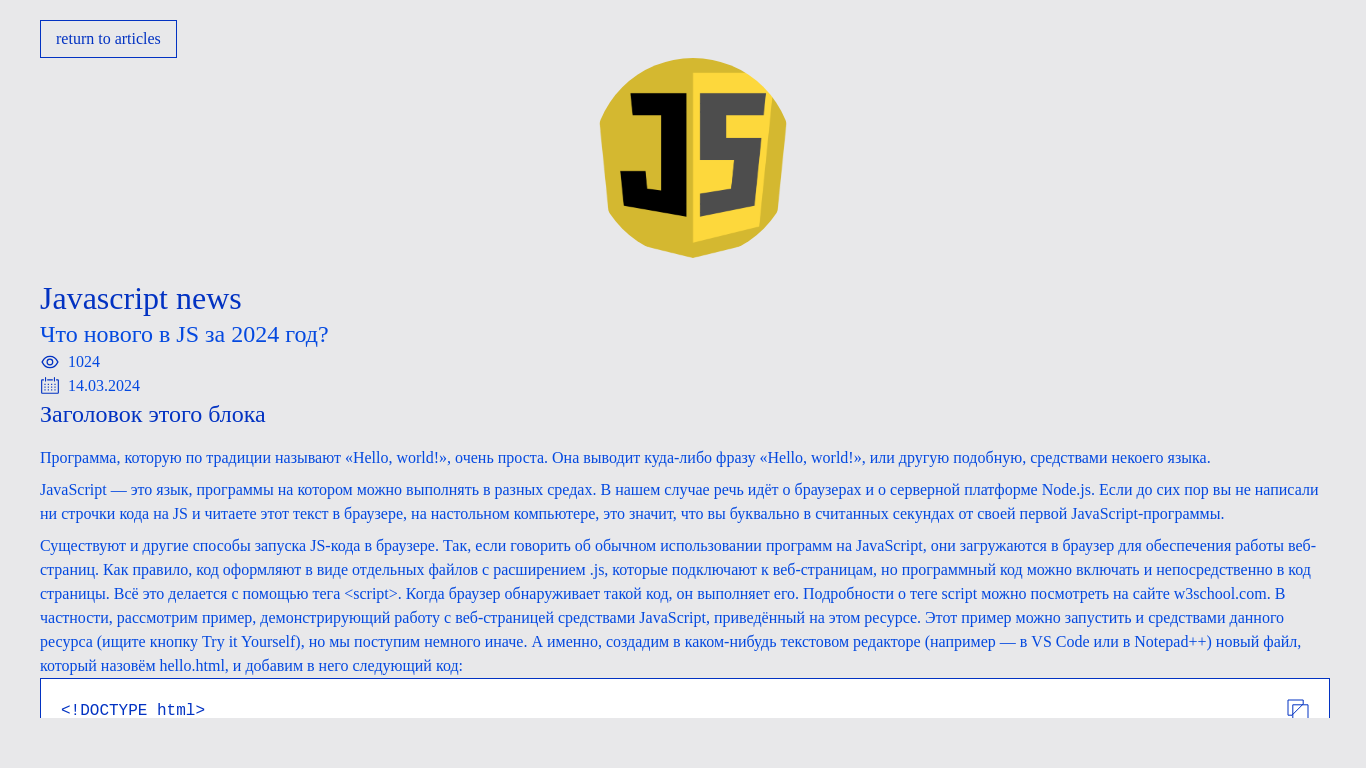 return to articles
JS
Javascript news
Что нового в JS за 2024 год?
1024
14.03.2024
Заголовок этого блока
Программа, которую по традиции называют «Hello, world!», очень проста. Она выводит куда-либо фразу «Hello, world!», или другую подобную, средствами некоего языка.
JavaScript — это язык, программы на котором можно выполнять в разных средах. В нашем случае речь идёт о браузерах и о серверной платформе Node.js. Если до сих пор вы не написали
ни строчки кода на JS и читаете этот текст в браузере, на настольном компьютере, это значит, что вы буквально в считанных секундах от своей первой JavaScript-программы.
Существуют и другие способы запуска JS-кода в браузере. Так, если говорить об обычном использовании программ на JavaScript, они загружаются в браузер для обеспечения работы веб-
страниц. Как правило, код оформляют в виде отдельных файлов с расширением .js, которые подключают к веб-страницам, но программный код можно включать и непосредственно в код
страницы. Всё это делается с помощью тега <script>. Когда браузер обнаруживает такой код, он выполняет его. Подробности о теге script можно посмотреть на сайте w3school.com. В
частности, рассмотрим пример, демонстрирующий работу с веб-страницей средствами JavaScript, приведённый на этом ресурсе. Этот пример можно запустить и средствами данного
ресурса (ищите кнопку Try it Yourself), но мы поступим немного иначе. А именно, создадим в каком-нибудь текстовом редакторе (например — в VS Code или в Notepad++) новый файл,
который назовём hello.html, и добавим в него следующий код:
<!DOCTYPE html>